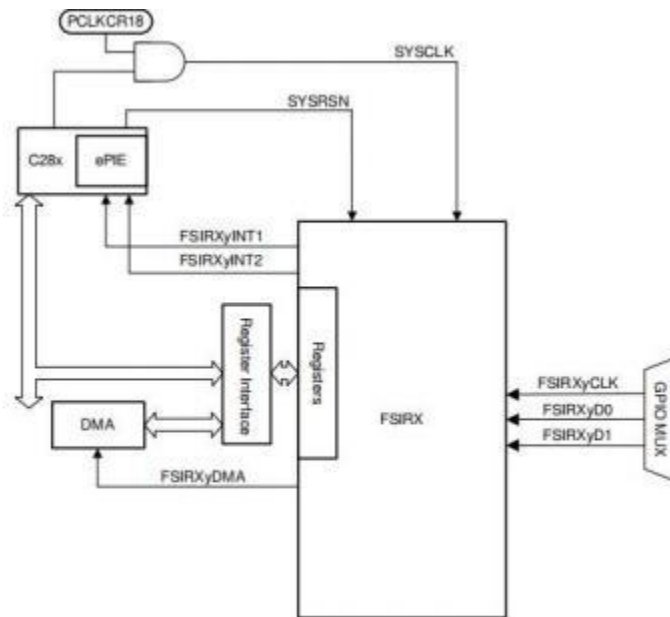 PCLKCR18
SYSCLK
SYSRSN
C28x
ePIE
FSIRXyINT1
FSIRXyINT2
Register Interface
Registers
FSIRX
FSIRXyCLK
FSIRXyD0
FSIRXyD1
GPIO MUX
DMA
FSIRXyDMA